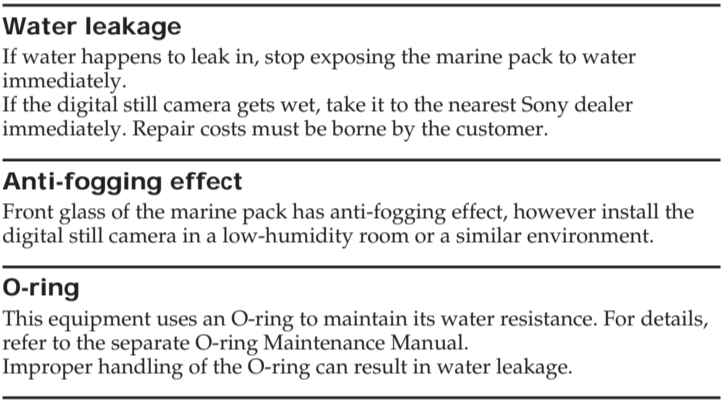 Water leakage
If water happens to leak in, stop exposing the marine pack to water
immediately.
If the digital still camera gets wet, take it to the nearest Sony dealer
immediately. Repair costs must be borne by the customer.
Anti-fogging effect
Front glass of the marine pack has anti-fogging effect, however install the
digital still camera in a low-humidity room or a similar environment.
O-ring
This equipment uses an O-ring to maintain its water resistance. For details,
refer to the separate O-ring Maintenance Manual.
Improper handling of the O-ring can result in water leakage.